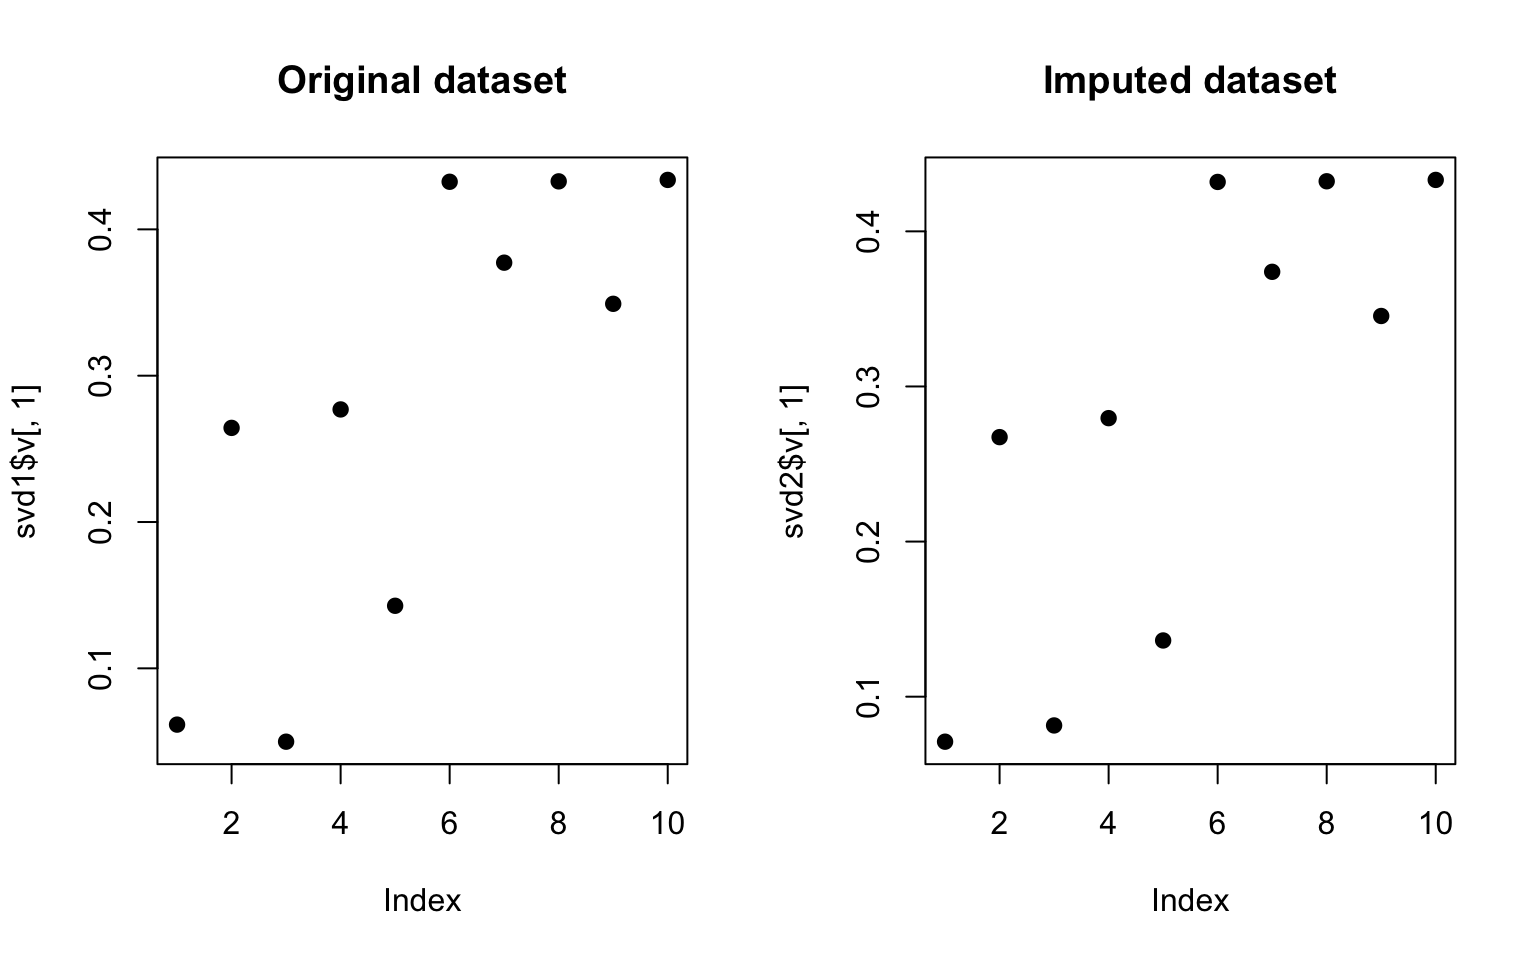 Original dataset
svd1$v[, 1]
0.4
0.3
0.2
0.1
2 4 6 8 10
Index
Imputed dataset
svd2$v[, 1]
0.4
0.3
0.2
0.1
2 4 6 8 10
Index